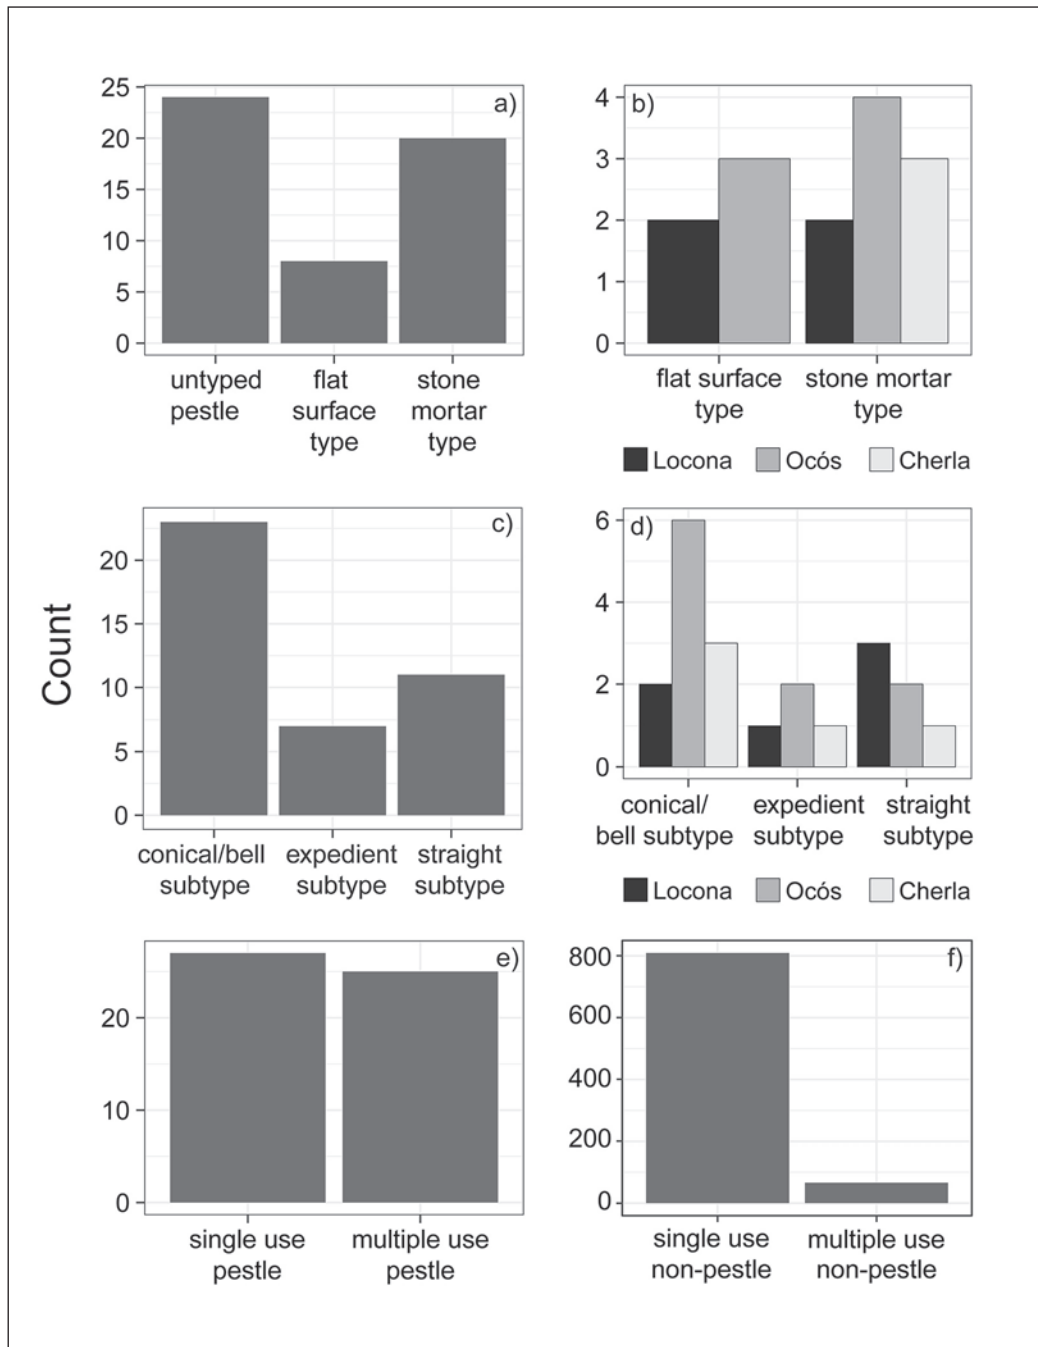 Count
a)
25
20
15
10
5
0
untyped
pestle
flat
surface
type
stone
mortar
type
b)
4
3
2
1
0
flat surface
type
stone mortar
type
Locona Ocós Cherla
c)
20
15
10
5
0
conical/bell
subtype
expedient
subtype
straight
subtype
d)
6
4
2
0
conical/
bell subtype
expedient
subtype
straight
subtype
Locona Ocós Cherla
e)
20
10
0
single use
pestle
multiple use
pestle
f)
800
600
400
200
0
single use
non-pestle
multiple use
non-pestle